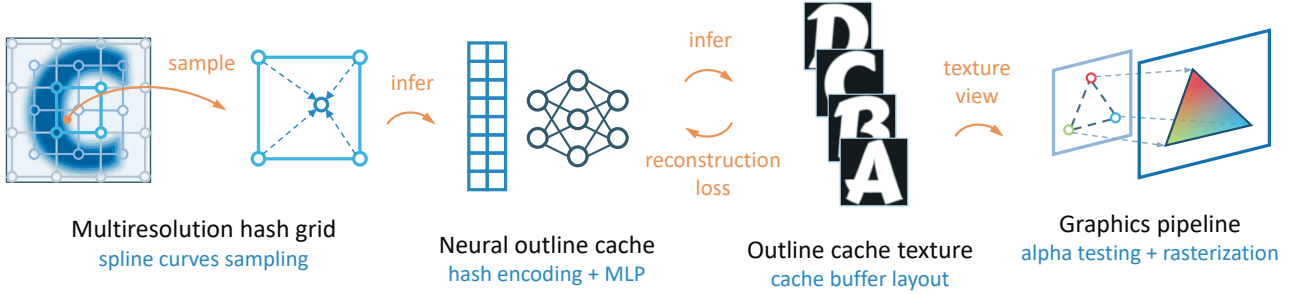 sample
infer
infer
reconstruction
loss
D
C
B
A
texture
view
Multiresolution hash grid
spline curves sampling
Neural outline cache
hash encoding + MLP
Outline cache texture
cache buffer layout
Graphics pipeline
alpha testing + rasterization